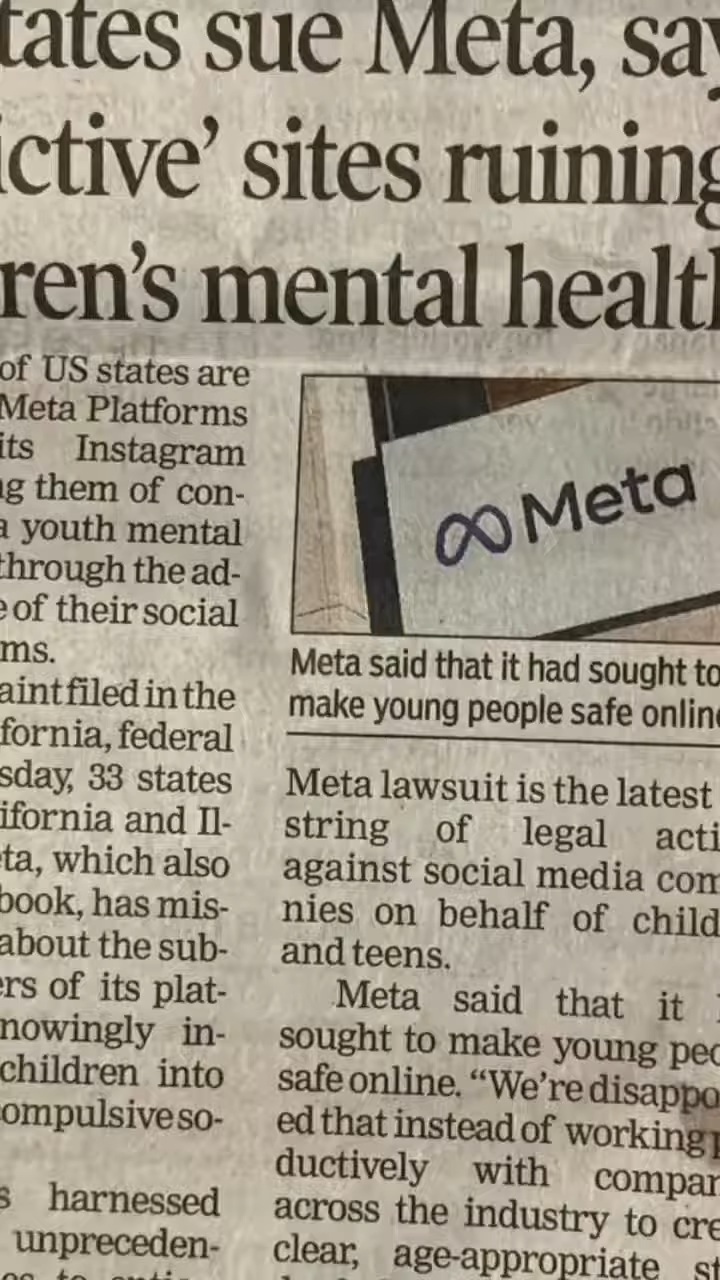 tates sue Meta, say
ictive’ sites ruining
ren’s mental healt
of US states are
Meta Platforms
its Instagram
ng them of con-
a youth mental
through the ad-
e of their social
ms.
aint filed in the
fornia, federal
sday, 33 states
ifornia and Il-
ta, which also
book, has mis-
about the sub-
ers of its plat-
nowingly in-
children into
ompulsive so-
s harnessed
unpreceden-
Meta
Meta said that it had sought to
make young people safe online
Meta lawsuit is the latest
string of legal acti
against social media com
nies on behalf of child
and teens.
Meta said that it
sought to make young peo
safe online. “We’re disappo
ed that instead of working p
ductively with compan
across the industry to cre
clear, age-appropriate st